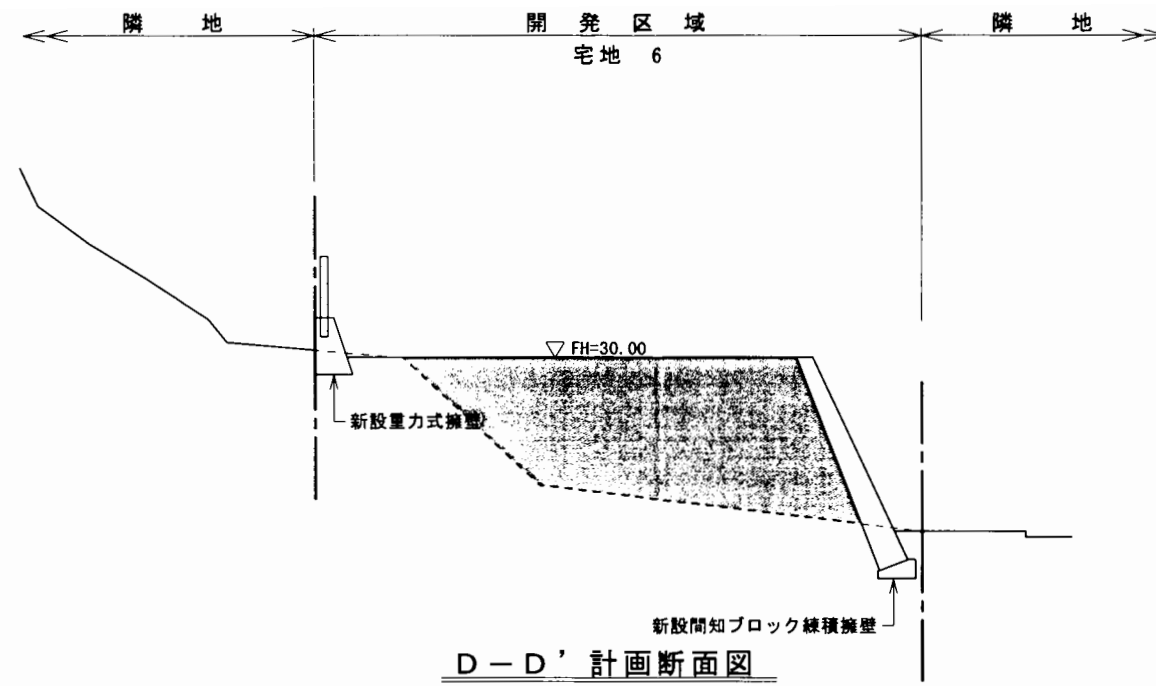 隣地
開発区域
隣地
宅地 6
FH=30.00
新設重力式擁壁
新設間知ブロック練積擁壁
D-D'計画断面図